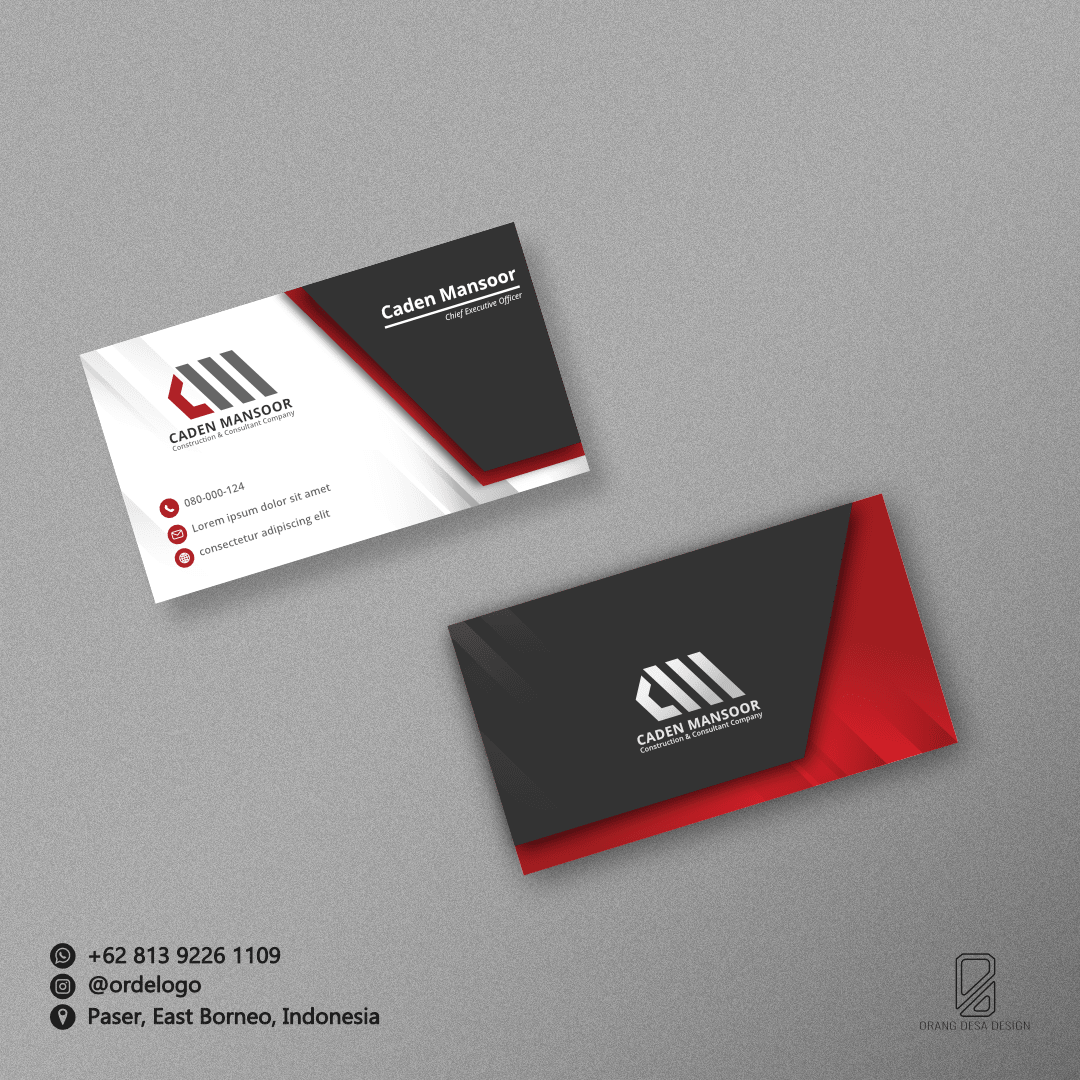 Caden Mansoor
Chief Executive Officer
CADEN MANSOOR
Construction & Consultant Company
080-000-124
Lorem ipsum dolor sit amet
consectetur adipiscing elit
CADEN MANSOOR
Construction & Consultant Company
+62 813 9226 1109
@ordelogo
Paser, East Borneo, Indonesia
ORANG DESA DESIGN